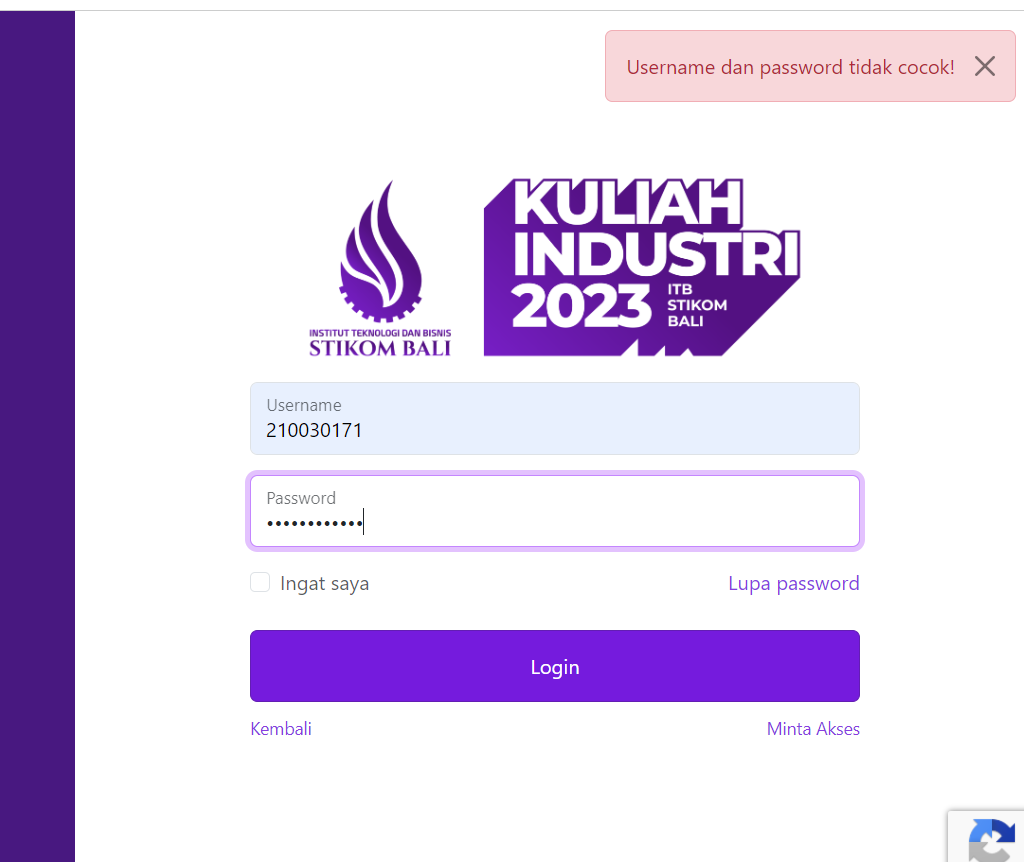 Username dan password tidak cocok!
INSTITUT TEKNOLOGI DAN BISNIS
STIKOM BALI
KULIAH
INDUSTRI
2023
ITB
STIKOM
BALI
Username
210030171
Password
Ingat saya
Lupa password
Login
Kembali
Minta Akses